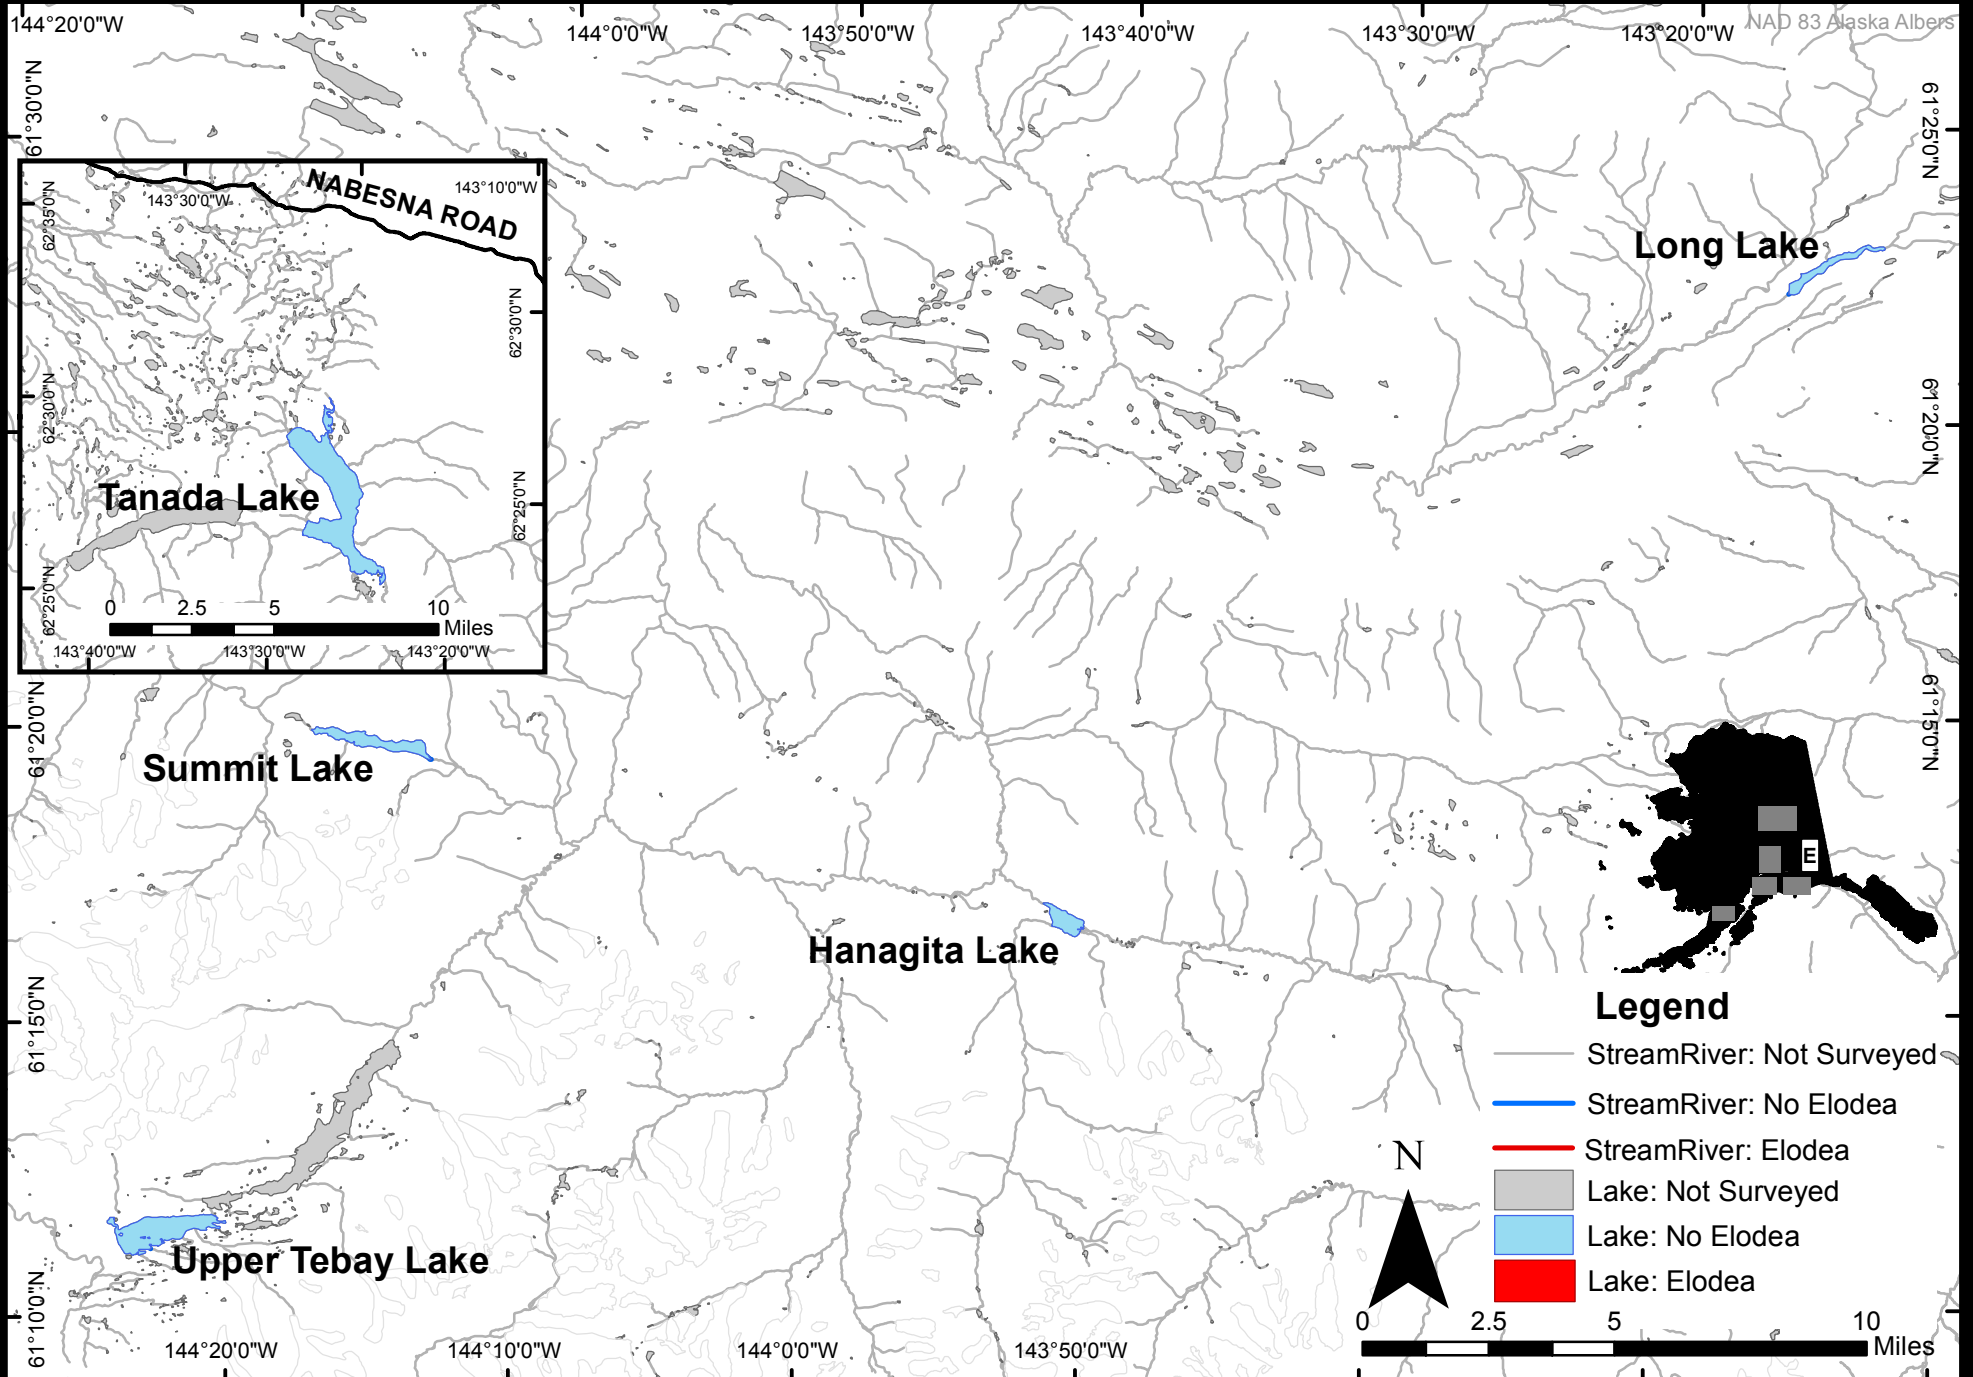 144°20'0"W
144°0'0"W
143°50'0"W
143°40'0"W
143°30'0"W
143°20'0"W
NAD 83 Alaska Albers
61°30'0"N
61°25'0"N
NABESNA ROAD
143°30'0"W
143°10'0"W
62°35'0"N
62°30'0"N
62°30'0"N
62°25'0"N
62°25'0"N
Tanada Lake
0 2.5 5 10
Miles
143°40'0"W
143°30'0"W
143°20'0"W
Long Lake
61°20'0"N
61°20'0"N
61°15'0"N
Summit Lake
E
Hanagita Lake
61°15'0"N
Legend
StreamRiver: Not Surveyed
StreamRiver: No Elodea
StreamRiver: Elodea
Lake: Not Surveyed
Lake: No Elodea
Lake: Elodea
N
Upper Tebay Lake
61°10'0"N
0 2.5 5 10
Miles
144°20'0"W
144°10'0"W
144°0'0"W
143°50'0"W